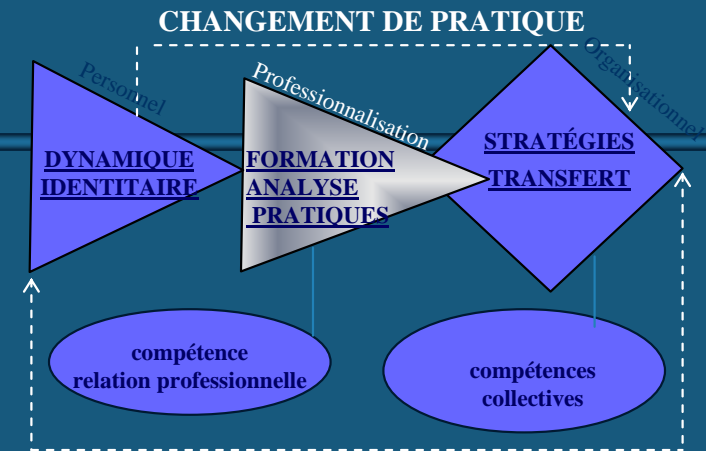 CHANGEMENT DE PRATIQUE
Personnel
Professionnalisation
Organisationnel
DYNAMIQUE
IDENTITAIRE
FORMATION
ANALYSE
PRATIQUES
STRATÉGIES
TRANSFERT
compétence
relation professionnelle
compétences
collectives